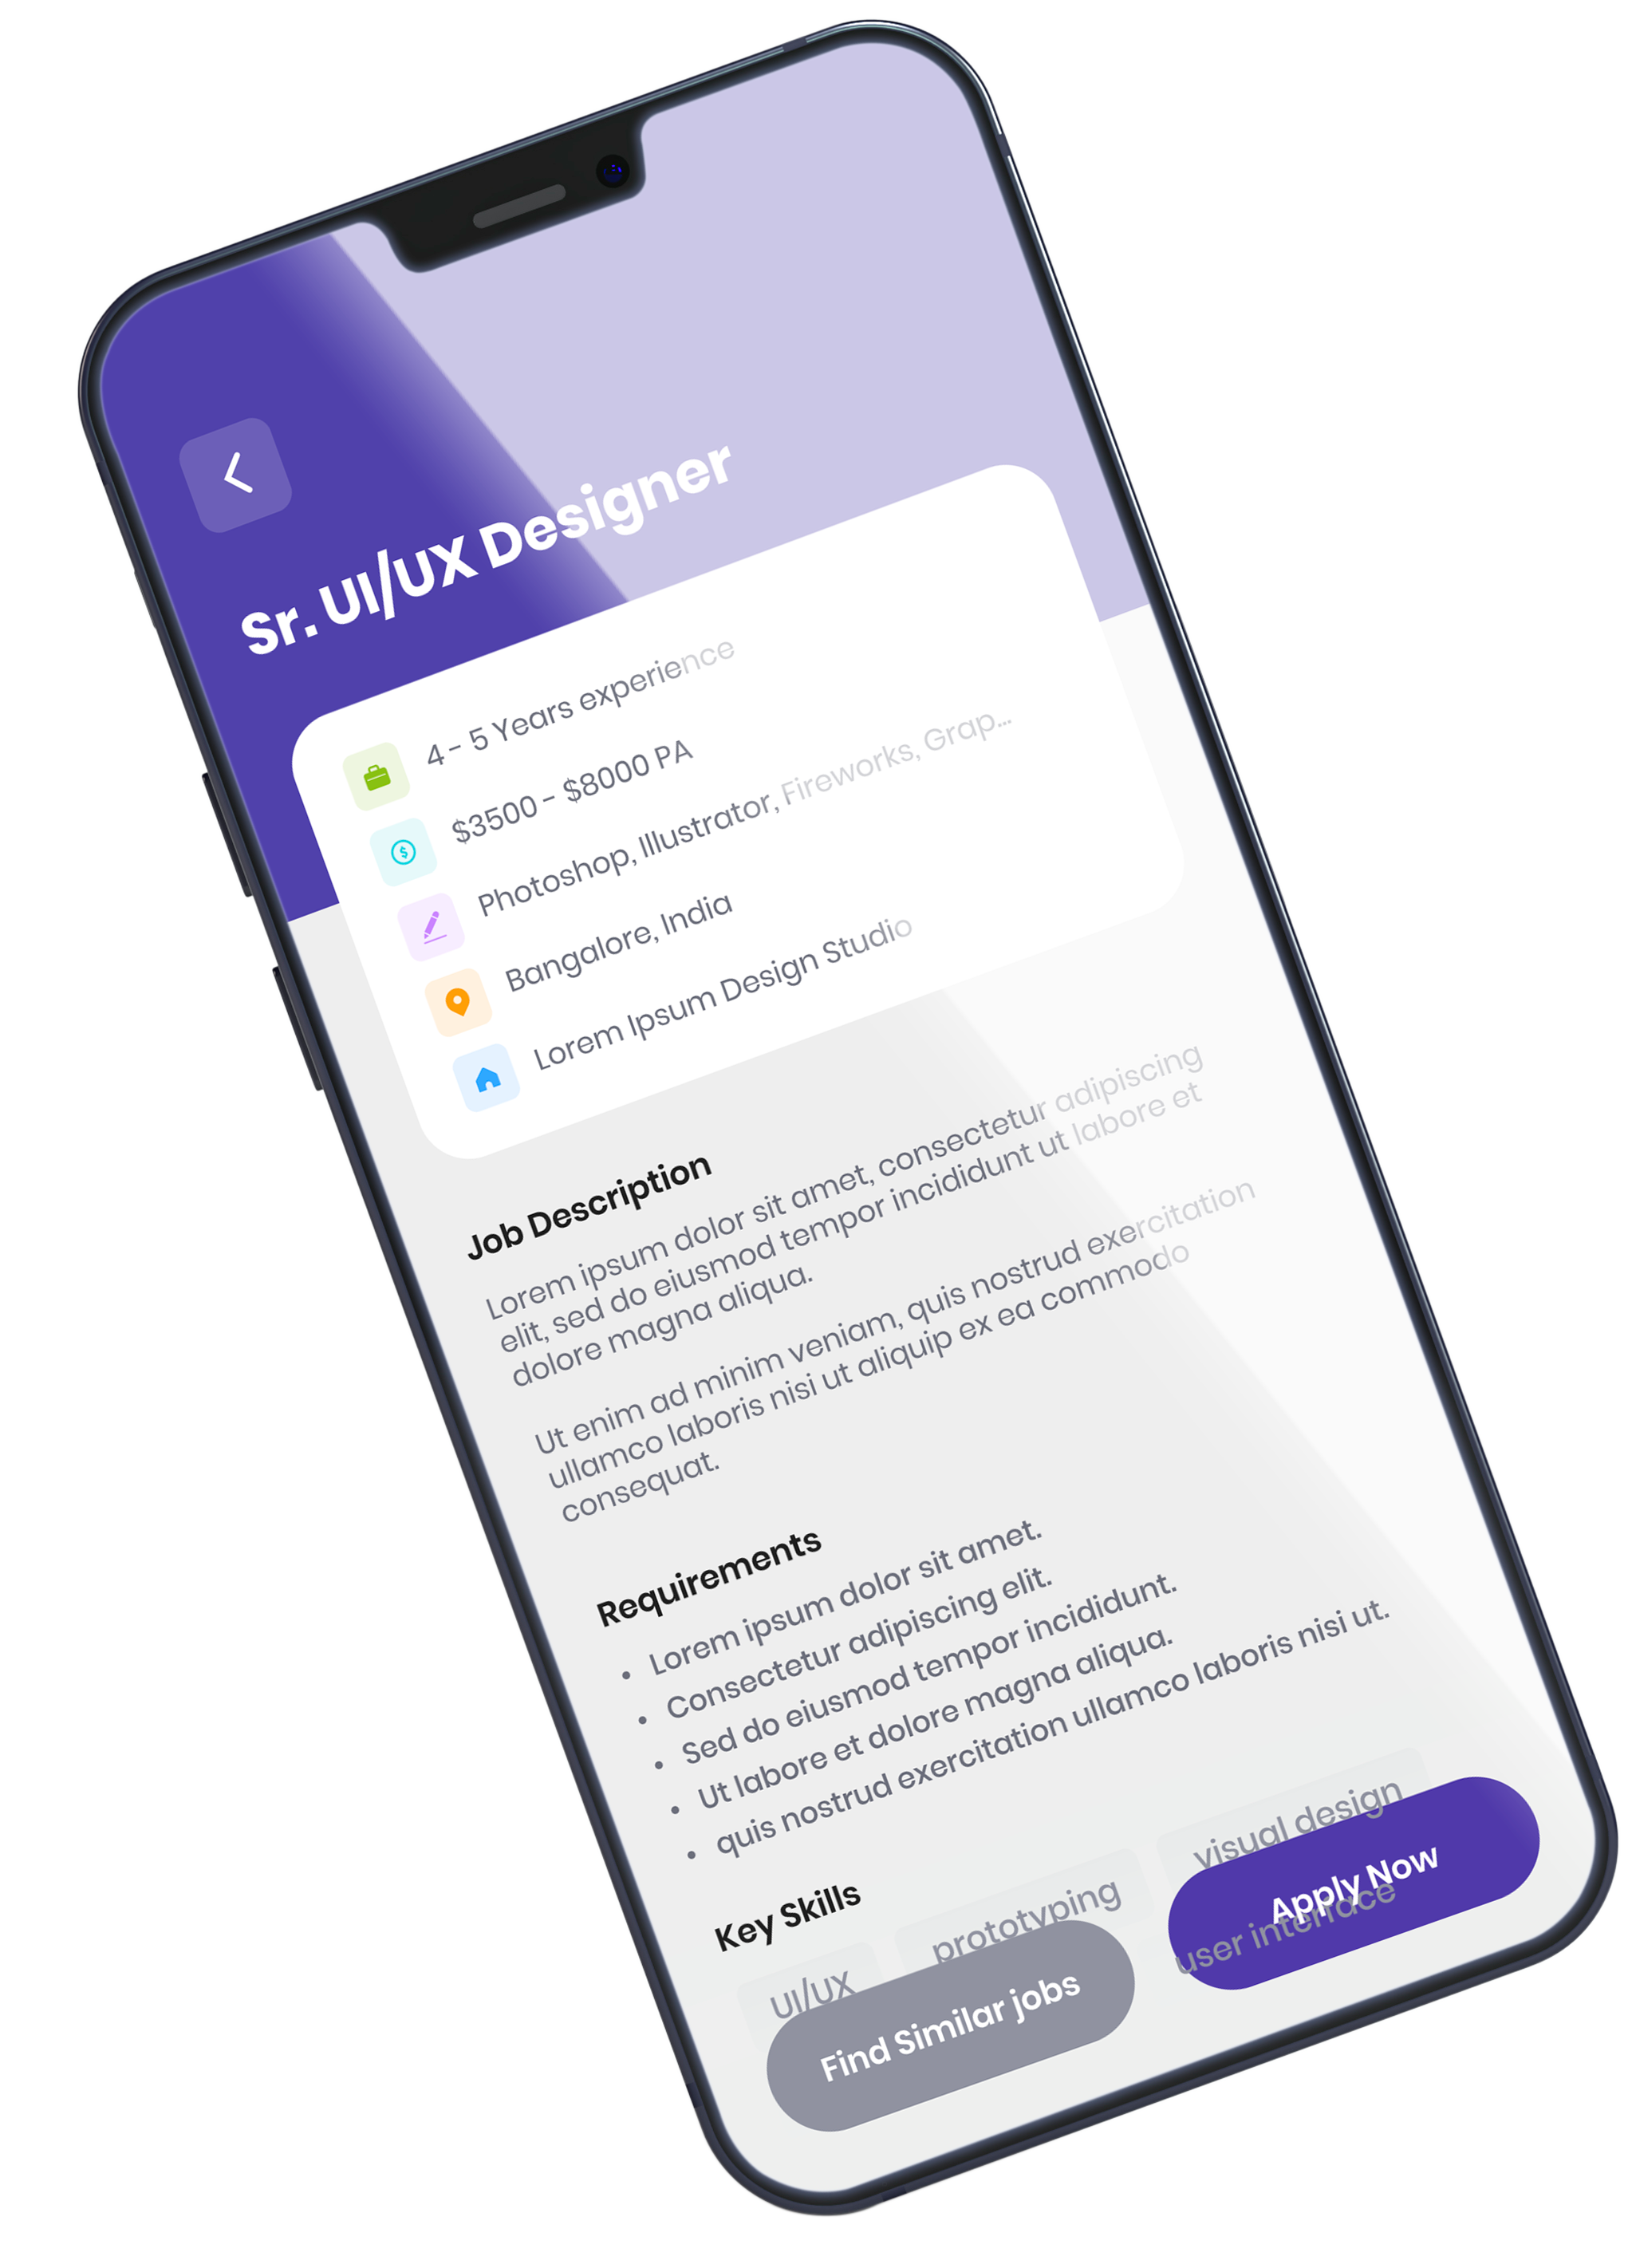 Sr. UI/UX Designer
4 - 5 Years experience
$3500 - $8000 PA
Photoshop, Illustrator, Fireworks, Grap...
Bangalore, India
Lorem Ipsum Design Studio
Job Description
Lorem ipsum dolor sit amet, consectetur adipiscing
elit, sed do eiusmod tempor incididunt ut labore et
dolore magna aliqua.
Ut enim ad minim veniam, quis nostrud exercitation
ullamco laboris nisi ut aliquip ex ea commodo
consequat.
Requirements
• Lorem ipsum dolor sit amet.
• Consectetur adipiscing elit.
• Sed do eiusmod tempor incididunt.
• Ut labore et dolore magna aliqua.
• quis nostrud exercitation ullamco laboris nisi ut.
Key Skills
UI/UX
prototyping
visual design
user interface
Find Similar jobs
Apply Now